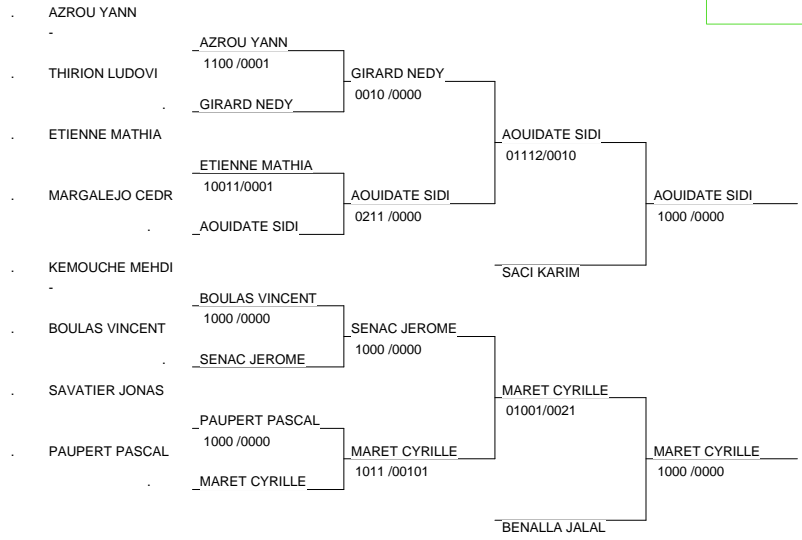 . AZROU YANN
-
AZROU YANN
1100 /0001
. THIRION LUDOVI
GIRARD NEDY
0010 /0000
. GIRARD NEDY
. ETIENNE MATHIA
AOUIDATE SIDI
01112/0010
ETIENNE MATHIA
10011/0001
. MARGALEJO CEDR
AOUIDATE SIDI
0211 /0000
AOUIDATE SIDI
1000 /0000
. AOUIDATE SIDI
. KEMOUCHE MEHDI
-
SACI KARIM
BOULAS VINCENT
1000 /0000
. BOULAS VINCENT
SENAC JEROME
1000 /0000
. SENAC JEROME
. SAVATIER JONAS
MARET CYRILLE
01001/0021
PAUPERT PASCAL
1000 /0000
. PAUPERT PASCAL
MARET CYRILLE
1011 /00101
MARET CYRILLE
1000 /0000
. MARET CYRILLE
BENALLA JALAL